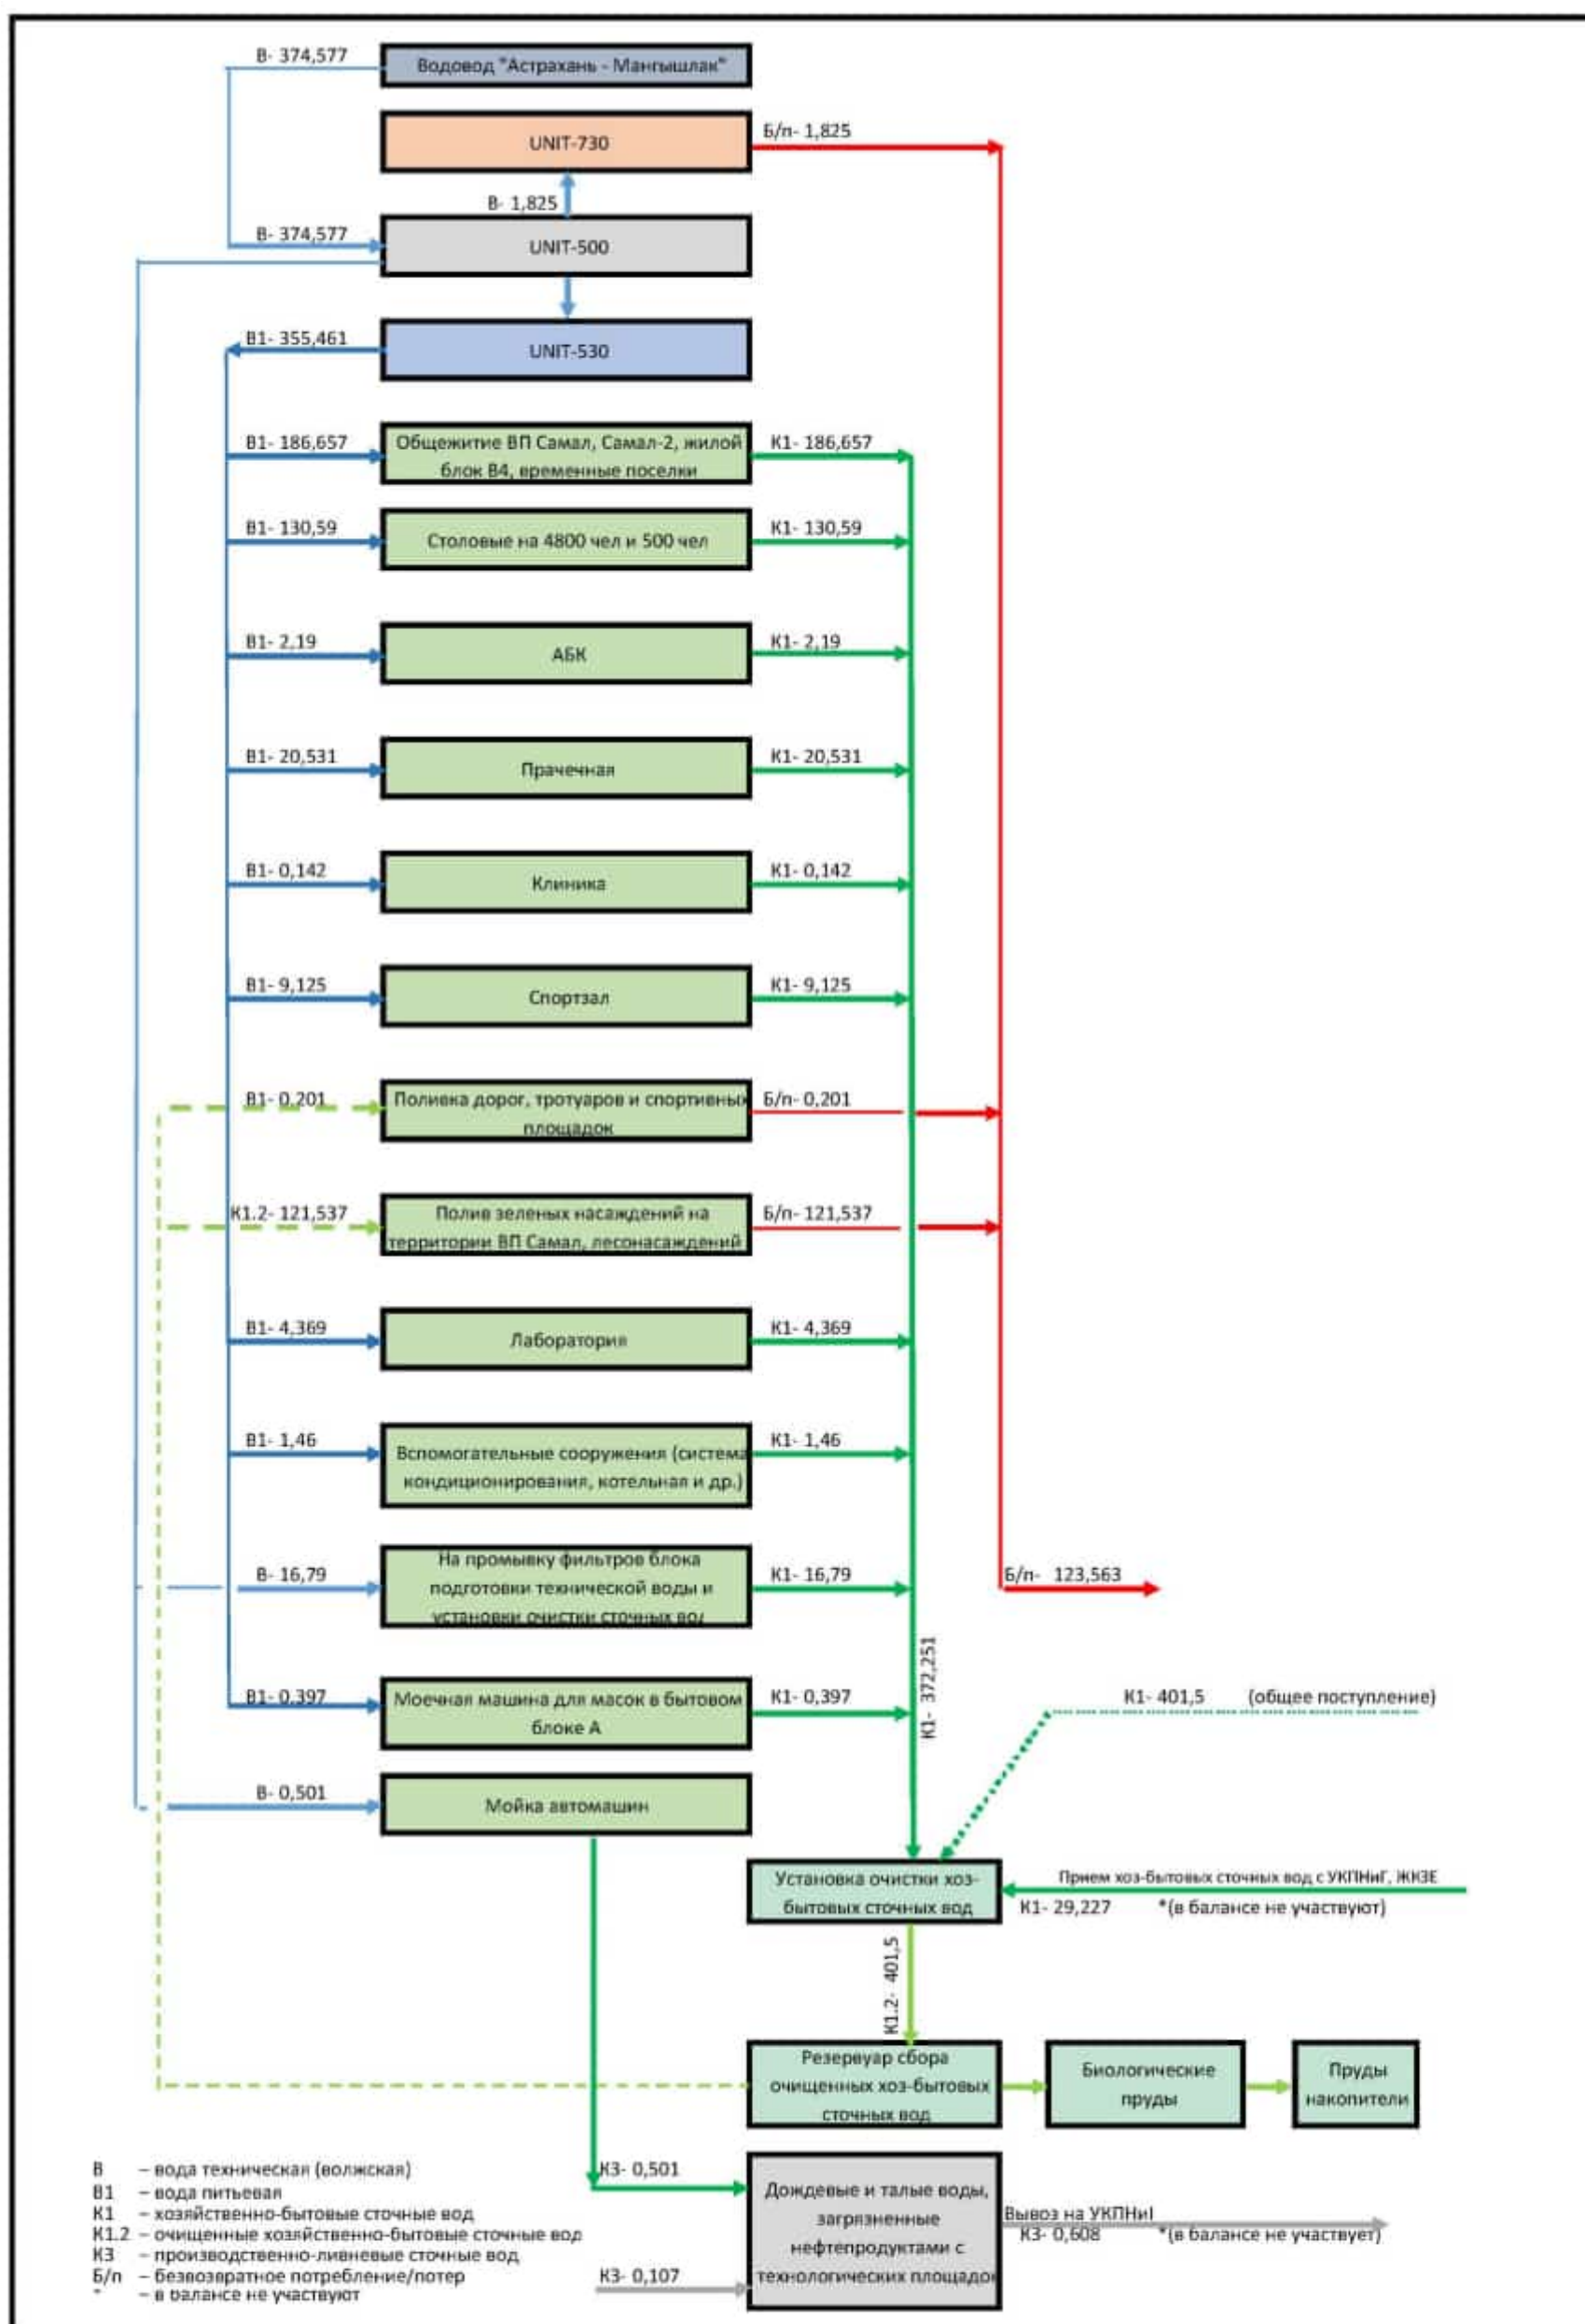 В- 374,577
Водовод "Астрахань - Мангышлак"
UNIT-730
Б/п- 1,825
В- 1,825
В- 374,577
UNIT-500
В1- 355,461
UNIT-530
В1- 186,657
Общежитие ВП Самал, Самал-2, жилой
блок В4, временные поселки
К1- 186,657
В1- 130,59
Столовые на 4800 чел и 500 чел
К1- 130,59
В1- 2,19
АБК
К1- 2,19
В1- 20,531
Прачечная
К1- 20,531
В1- 0,142
Клиника
К1- 0,142
В1- 9,125
Спортзал
К1- 9,125
В1- 0,201
Поливка дорог, тротуаров и спортивных
площадок
Б/п- 0,201
К1.2- 121,537
Полив зеленых насаждений на
территории ВП Самал, лесонасаждений
Б/п- 121,537
В1- 4,369
Лаборатория
К1- 4,369
В1- 1,46
Вспомогательные сооружения (система
кондиционирования, котельная и др.)
К1- 1,46
В- 16,79
На промывку фильтров блока
подготовки технической воды и
установки очистки сточных вод
К1- 16,79
Б/п- 123,563
В1- 0,397
Моечная машина для масок в бытовом
блоке А
К1- 0,397
К1- 372,251
К1- 401,5 (общее поступление)
В- 0,501
Мойка автомашин
Установка очистки хоз-
бытовых сточных вод
Прием хоз-бытовых сточных вод с УКПНиГ, ЖКЗЕ
К1- 29,227 *(в балансе не участвуют)
К1.2- 401,5
Резервуар сбора
очищенных хоз-бытовых
сточных вод
Биологические
пруды
Пруды
накопители
К3- 0,501
Дождевые и талые воды,
загрязненные
нефтепродуктами с
технологических площадок
Вывоз на УКПНиГ
К3- 0,608 *(в балансе не участвует)
К3- 0,107
В – вода техническая (волжская)
В1 – вода питьевая
К1 – хозяйственно-бытовые сточные вод
К1.2 – очищенные хозяйственно-бытовые сточные вод
К3 – производственно-ливневые сточные вод
Б/п – безвозвратное потребление/потер
* – в балансе не участвуют